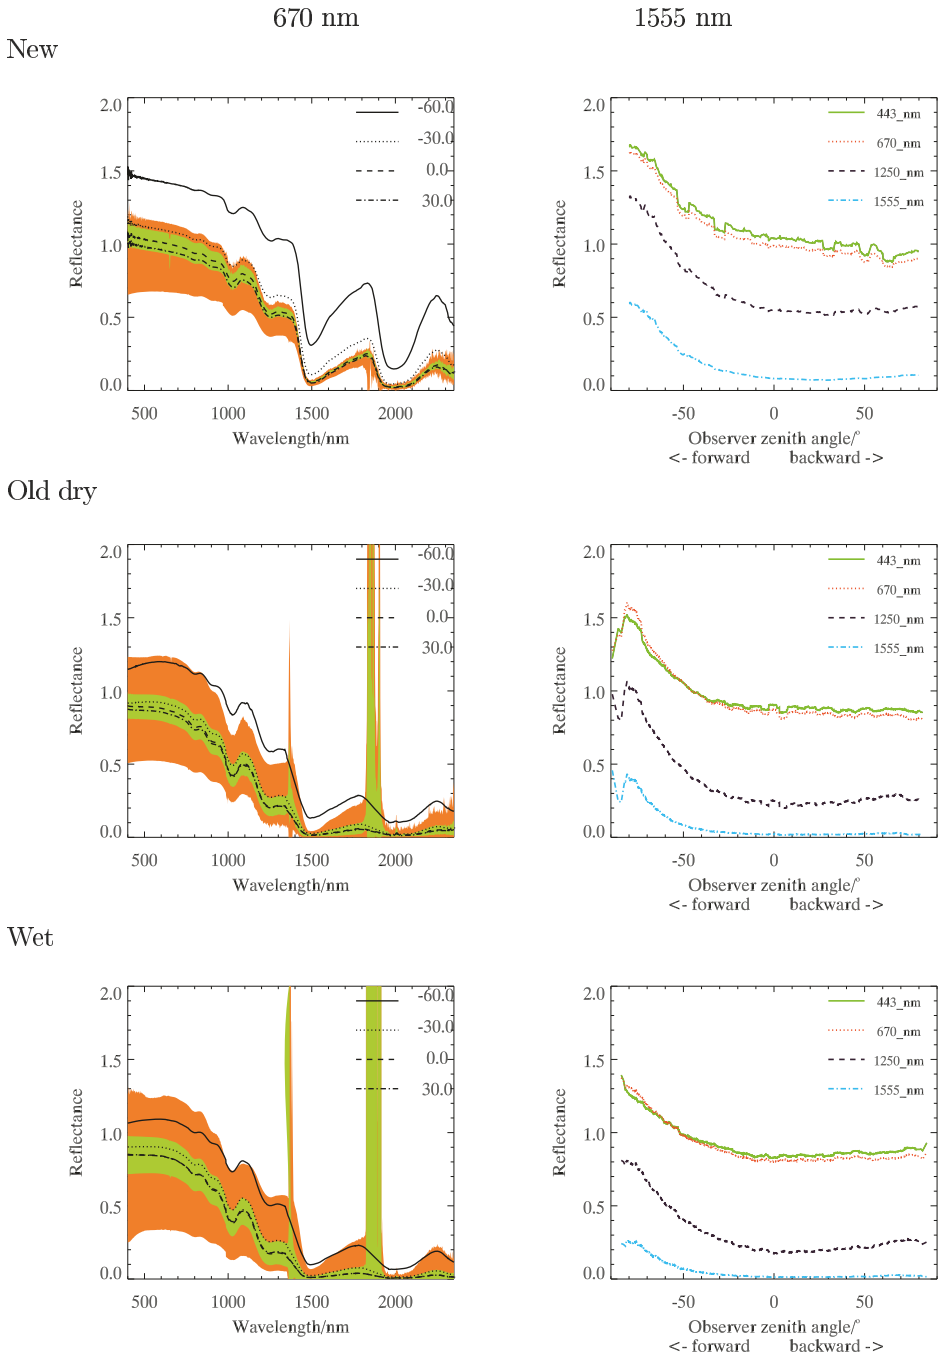 670 nm
1555 nm
New
2.0
1.5
1.0
0.5
0.0
Reflectance
-60.0
-30.0
0.0
30.0
500
1000
1500
2000
Wavelength/nm
2.0
1.5
1.0
0.5
0.0
Reflectance
443_nm
670_nm
1250_nm
1555_nm
-50
0
50
Observer zenith angle/°
<- forward
backward ->
Old dry
2.0
1.5
1.0
0.5
0.0
Reflectance
-60.0
-30.0
0.0
30.0
500
1000
1500
2000
Wavelength/nm
2.0
1.5
1.0
0.5
0.0
Reflectance
443_nm
670_nm
1250_nm
1555_nm
-50
0
50
Observer zenith angle/°
<- forward
backward ->
Wet
2.0
1.5
1.0
0.5
0.0
Reflectance
-60.0
-30.0
0.0
30.0
500
1000
1500
2000
Wavelength/nm
2.0
1.5
1.0
0.5
0.0
Reflectance
443_nm
670_nm
1250_nm
1555_nm
-50
0
50
Observer zenith angle/°
<- forward
backward ->